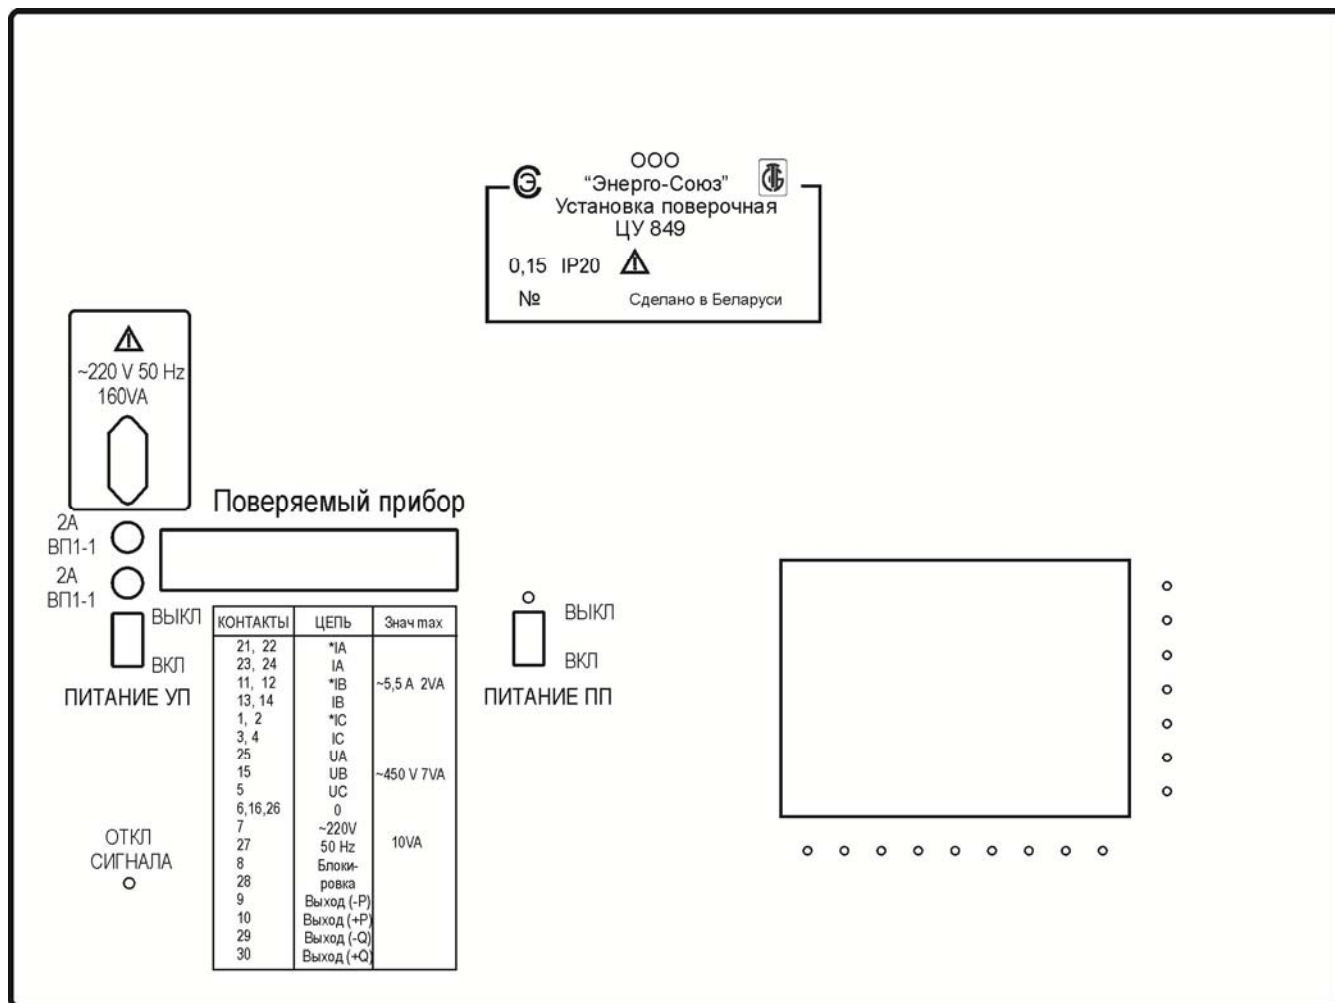 ООО
“Энерго-Союз”
Установка поверочная
ЦУ 849
0,15 IP20
№ Сделано в Беларуси
~220 V 50 Hz
160VA
Поверяемый прибор
2А
ВП1-1
2А
ВП1-1
ВЫКЛ
ВКЛ
ПИТАНИЕ УП
КОНТАКТЫ ЦЕПЬ Знач max
21, 22 *IA
23, 24 IA
11, 12 *IB ~5,5 A 2VA
13, 14 IB
1, 2 *IC
3, 4 IC
25 UA
15 UB ~450 V 7VA
5 UC
6,16,26 0
7 ~220V
27 50 Hz 10VA
8 Блоки-
28 ровка
9 Выход (-P)
10 Выход (+P)
29 Выход (-Q)
30 Выход (+Q)
ВЫКЛ
ВКЛ
ПИТАНИЕ ПП
ОТКЛ
СИГНАЛА